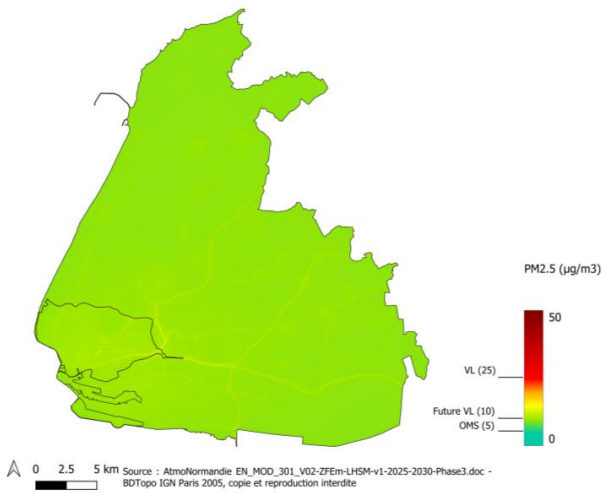 PM2.5 (µg/m3)
50
VL (25)
Future VL (10)
OMS (5)
0
0 2.5 5 km
Source : AtmoNormandie EN_MOD_301_V02-ZFEm-LHSM-v1-2025-2030-Phase3.doc -
BDTopo IGN Paris 2005, copie et reproduction interdite